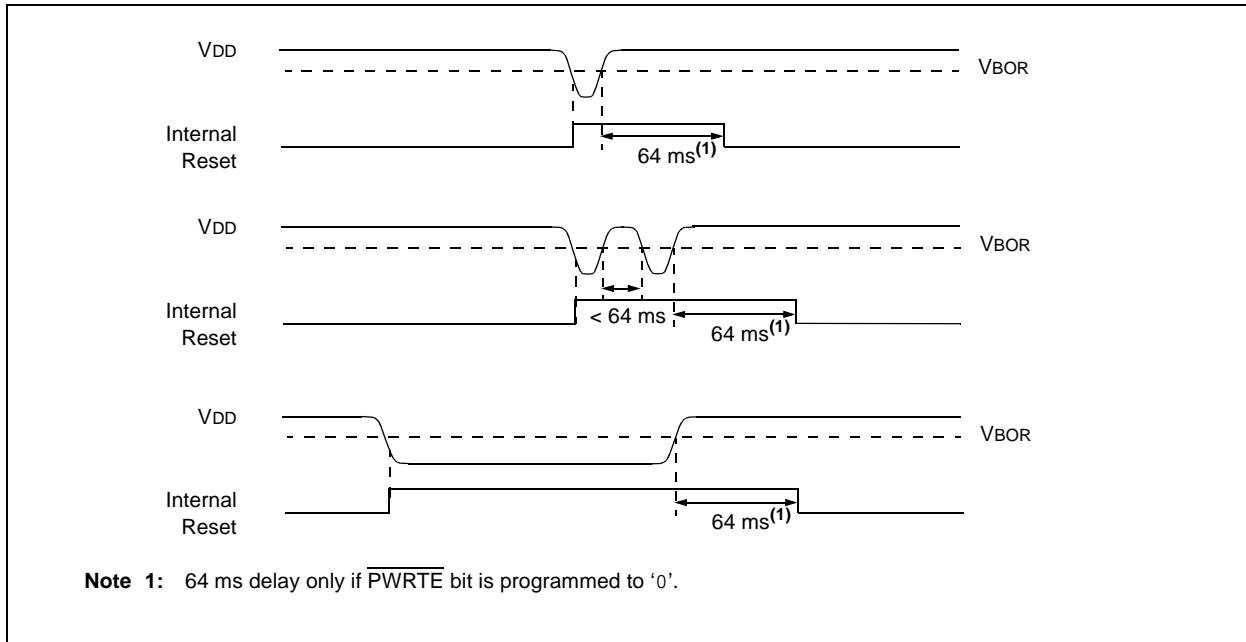 VDD
VBOR
Internal
Reset
64 ms(1)
VDD
VBOR
Internal
Reset
< 64 ms
64 ms(1)
VDD
VBOR
Internal
Reset
64 ms(1)
Note 1: 64 ms delay only if PWRTE bit is programmed to ‘0’.